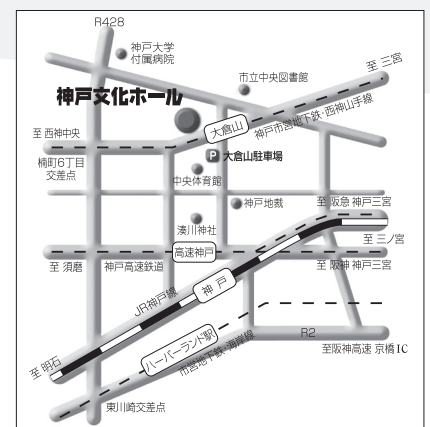 R428
神戸大学
付属病院
市立中央図書館
至 三宮
神戸文化ホール
大倉山
神戸市営地下鉄・西神山手線
至 西神中央
楠町6丁目
交差点
P 大倉山駐車場
中央体育館
神戸地裁
至 阪急 神戸三宮
湊川神社
至 三ノ宮
高速神戸
至 須磨
神戸高速鉄道
至 阪神 神戸三宮
神戸
JR神戸線
ハーバーランド駅
市営地下鉄・海岸線
R2
至阪神高速 京橋IC
至 明石
東川崎交差点